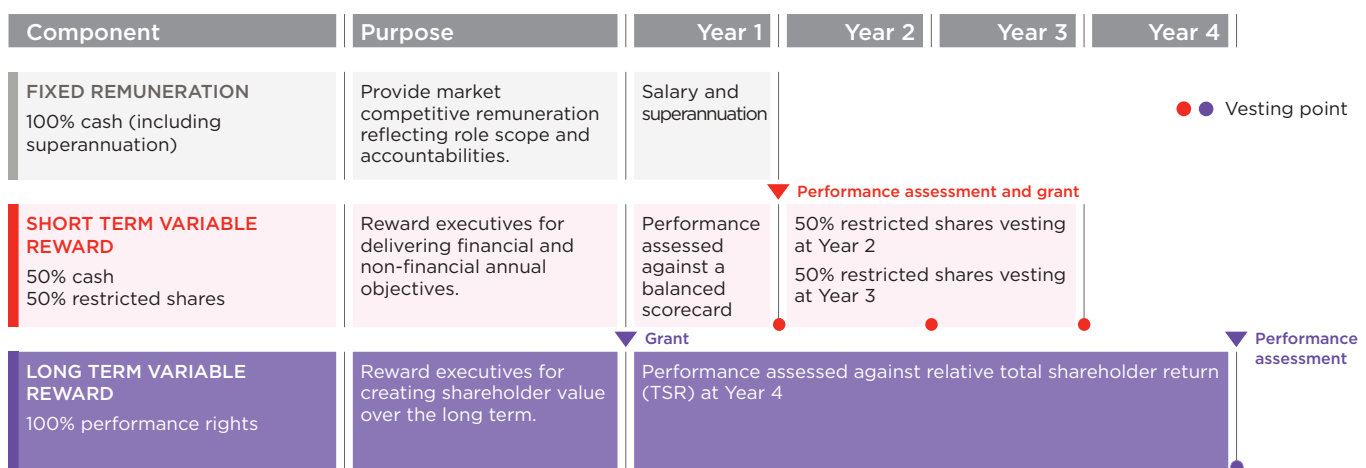 Component
Purpose
Year 1
Year 2
Year 3
Year 4
FIXED REMUNERATION
100% cash (including
superannuation)
Provide market
competitive remuneration
reflecting role scope and
accountabilities.
Salary and
superannuation
Vesting point
Performance assessment and grant
SHORT TERM VARIABLE
REWARD
50% cash
50% restricted shares
Reward executives for
delivering financial and
non-financial annual
objectives.
Performance
assessed
against a
balanced
scorecard
50% restricted shares vesting
at Year 2
50% restricted shares vesting
at Year 3
Grant
Performance
assessment
LONG TERM VARIABLE
REWARD
100% performance rights
Reward executives for
creating shareholder value
over the long term.
Performance assessed against relative total shareholder return
(TSR) at Year 4